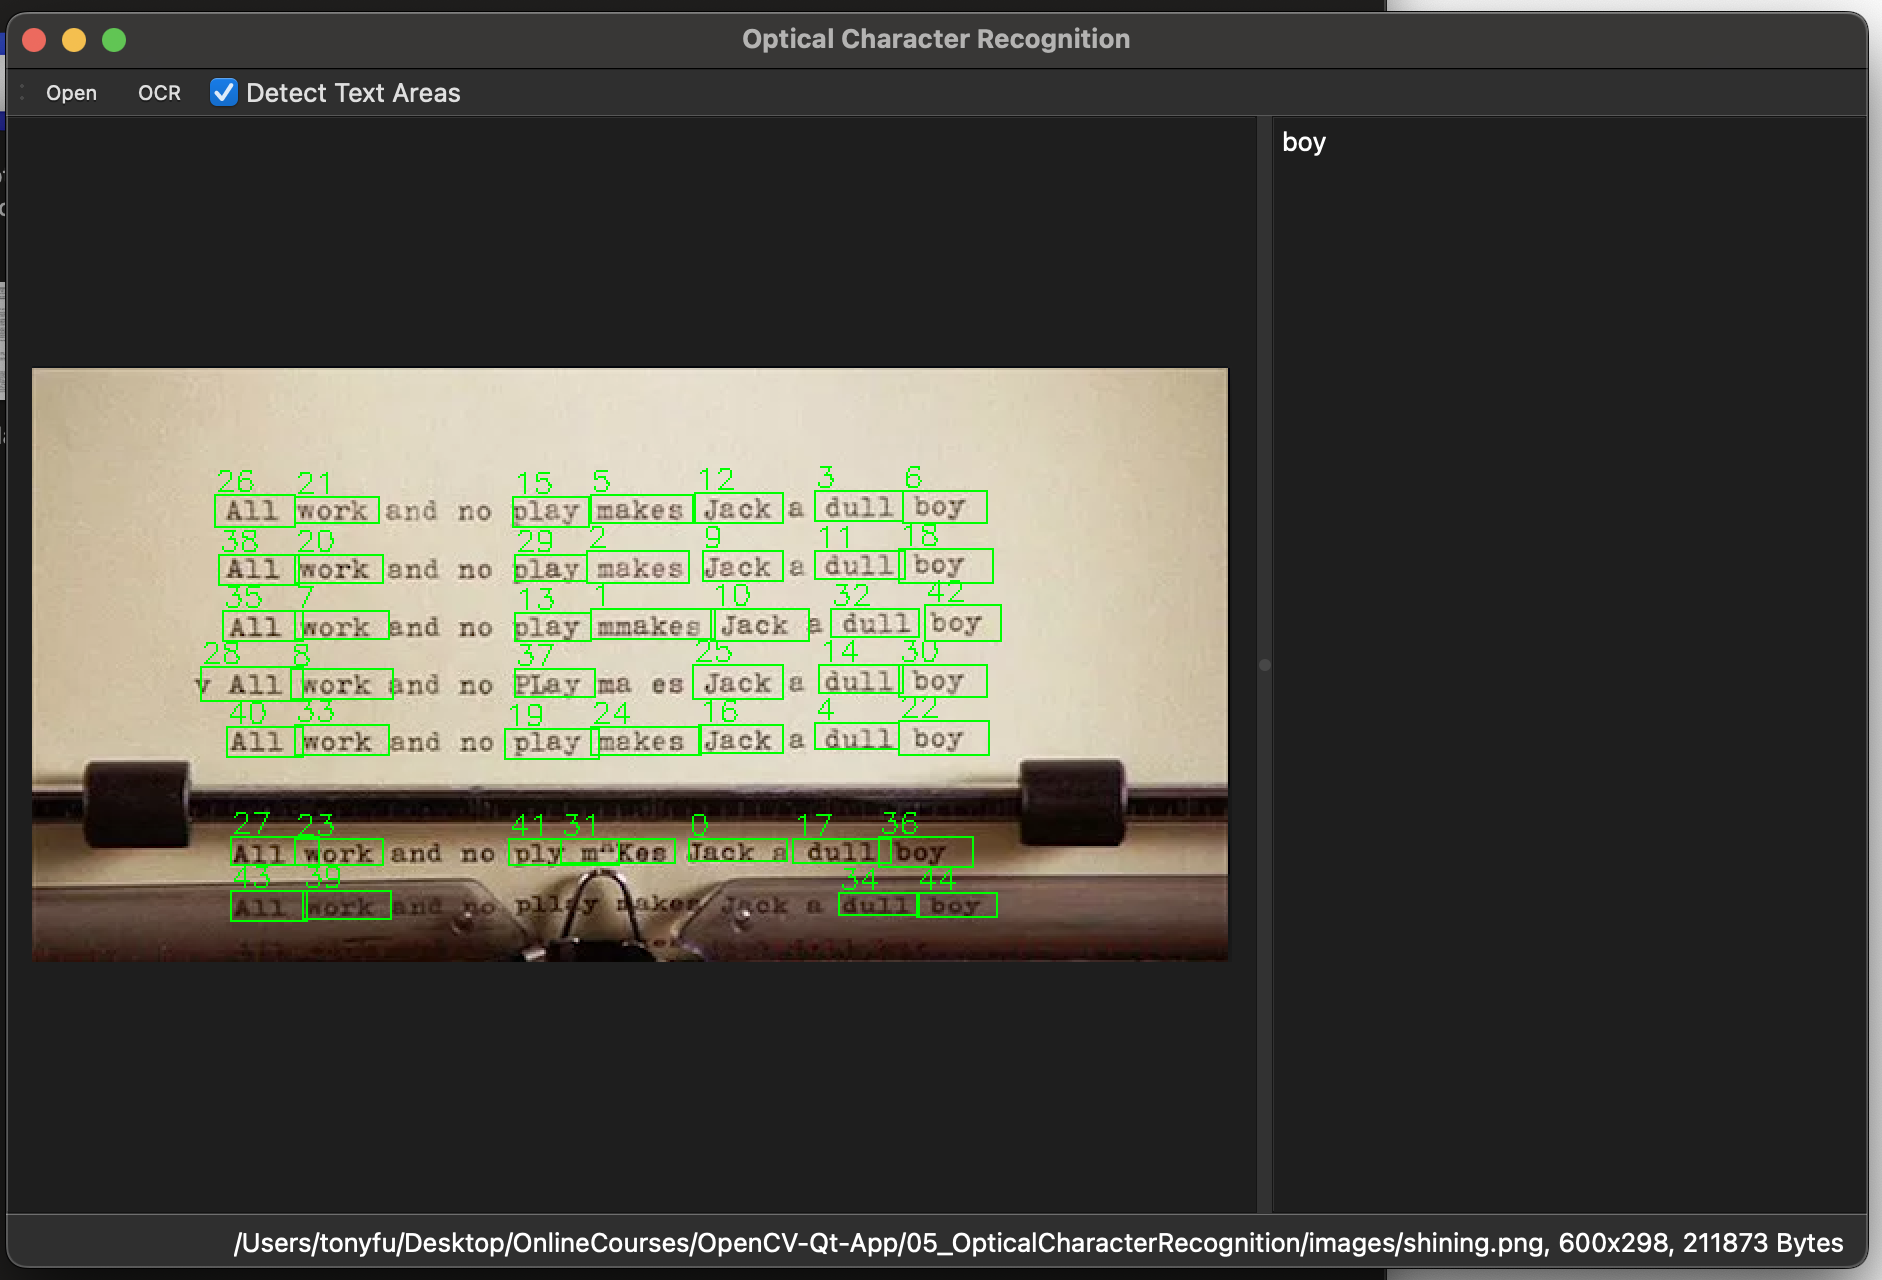 Optical Character Recognition
Open OCR Detect Text Areas
boy
26 21 15 5 12 3 6
All work and no play makes Jack a dull boy
38 20 29 2 9 11 18
All work and no play makes Jack a dull boy
35 7 13 1 10 32 42
All work and no play mmakes Jack a dull boy
28 8 37 25 14 30
v All work and no PLay ma es Jack a dull boy
40 33 19 24 16 4 22
All work and no play makes Jack a dull boy
27 23 41 31 0 17 36
All work and no ply m^Kes Jack a dull boy
43 39 34 44
All work and no pllay makes Jack a dull boy
/Users/tonyfu/Desktop/OnlineCourses/OpenCV-Qt-App/05_OpticalCharacterRecognition/images/shining.png, 600x298, 211873 Bytes